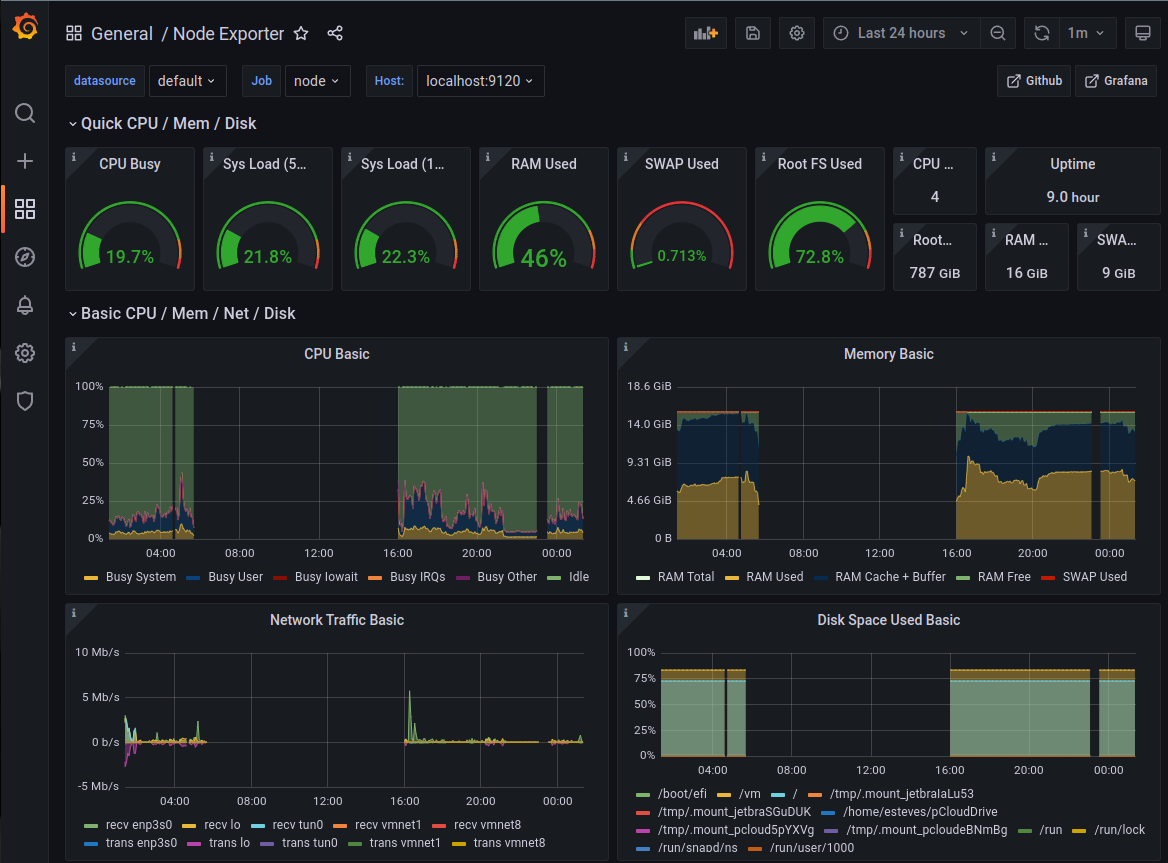 General / Node Exporter
Last 24 hours
1m
datasource default Job node Host: localhost:9120 Github Grafana
Quick CPU / Mem / Disk
CPU Busy
19.7%
Sys Load (5...
21.8%
Sys Load (1...
22.3%
RAM Used
46%
SWAP Used
0.713%
Root FS Used
72.8%
CPU ...
4
Uptime
9.0 hour
Root...
787 GiB
RAM ...
16 GiB
SWA...
9 GiB
Basic CPU / Mem / Net / Disk
CPU Basic
100%
75%
50%
25%
0%
04:00 08:00 12:00 16:00 20:00 00:00
Busy System Busy User Busy Iowait Busy IRQs Busy Other Idle
Memory Basic
18.6 GiB
14.0 GiB
9.31 GiB
4.66 GiB
0 B
04:00 08:00 12:00 16:00 20:00 00:00
RAM Total RAM Used RAM Cache + Buffer RAM Free SWAP Used
Network Traffic Basic
10 Mb/s
5 Mb/s
0 b/s
-5 Mb/s
04:00 08:00 12:00 16:00 20:00 00:00
recv enp3s0 recv lo recv tun0 recv vmnet1 recv vmnet8
trans enp3s0 trans lo trans tun0 trans vmnet1 trans vmnet8
Disk Space Used Basic
100%
75%
50%
25%
0%
04:00 08:00 12:00 16:00 20:00 00:00
/boot/efi /vm / /tmp/.mount_jetbraIaLu53
/tmp/.mount_jetbraSGuDUK /home/esteves/pCloudDrive
/tmp/.mount_pcloud5pYXVg /tmp/.mount_pcloudeBNmBg /run /run/lock
/run/snapd/ns /run/user/1000